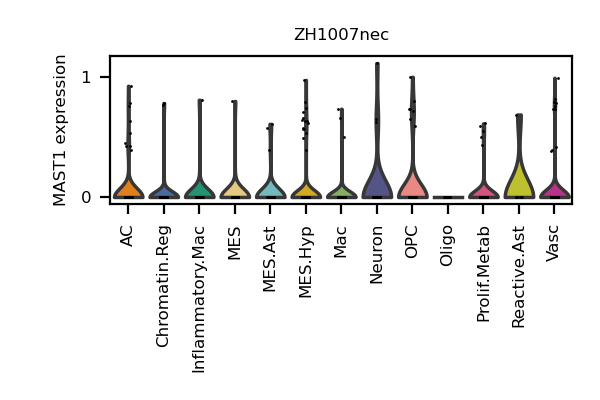 ZH1007nec
MAST1 expression
1
0
AC
Chromatin.Reg
Inflammatory.Mac
MES
MES.Ast
MES.Hyp
Mac
Neuron
OPC
Oligo
Prolif.Metab
Reactive.Ast
Vasc